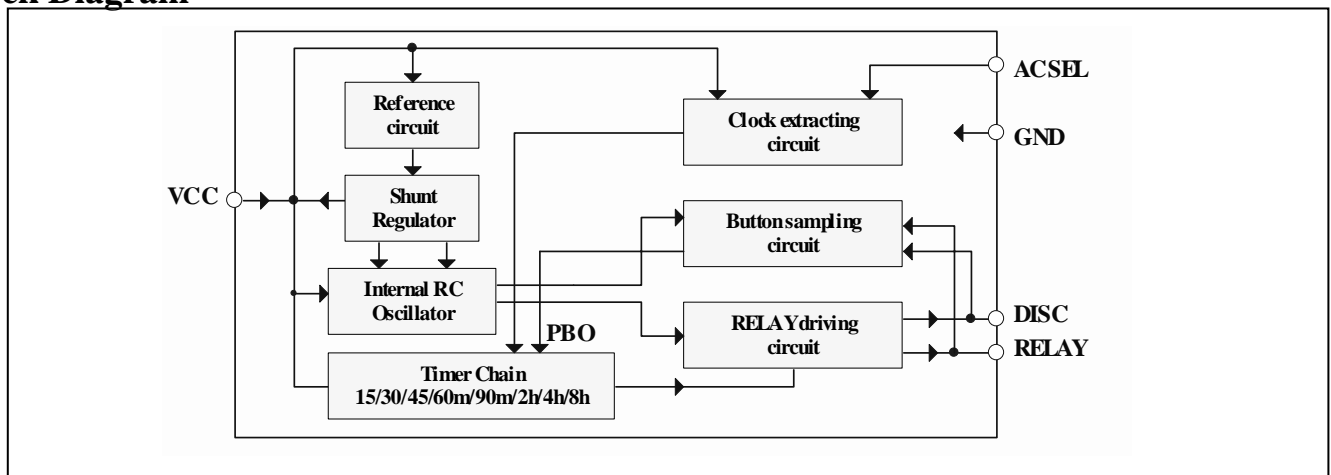 Diagram
ACSEL
Reference
circuit
Clock extracting
circuit
GND
VCC
Shunt
Regulator
Button sampling
circuit
Internal RC
Oscillator
DISC
PBO
RELAY driving
circuit
RELAY
Timer Chain
15/30/45/60m/90m/2h/4h/8h